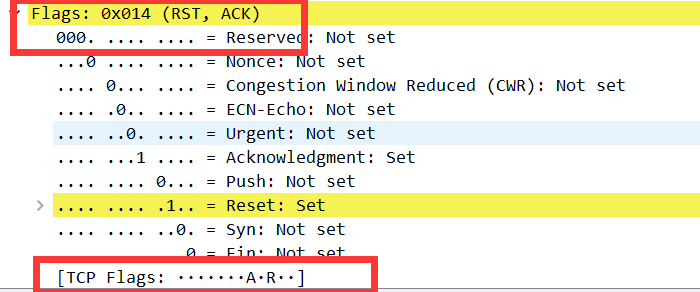 Flags: 0x014 (RST, ACK)
000. .... .... = Reserved: Not set
...0 .... .... = Nonce: Not set
.... 0... .... = Congestion Window Reduced (CWR): Not set
.... .0.. .... = ECN-Echo: Not set
.... ..0. .... = Urgent: Not set
.... ...1 .... = Acknowledgment: Set
.... .... 0... = Push: Not set
.... .... .1.. = Reset: Set
.... .... ..0. = Syn: Not set
0 = Fin: Not set
[TCP Flags: ·······A·R··]